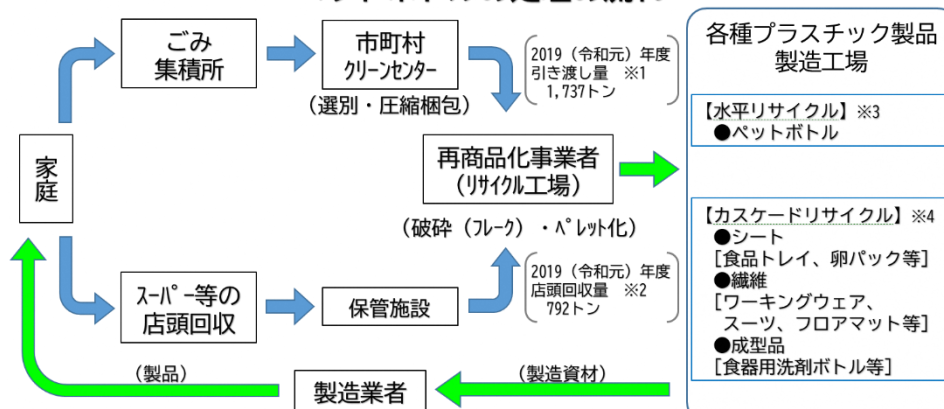 ごみ
集積所
市町村
クリーンセンター
(選別・圧縮梱包)
2019(令和元)年度
引き渡し量 ※1
1,737トン
各種プラスチック製品
製造工場
【水平リサイクル】※3
●ペットボトル
家庭
再商品化事業者
(リサイクル工場)
(破砕(フレーク)・ペレット化)
【カスケードリサイクル】※4
●シート
[食品トレイ、卵パック等]
●繊維
[ワーキングウェア、
スーツ、フロアマット等]
●成型品
[食器用洗剤ボトル等]
スーパー等の
店頭回収
保管施設
2019(令和元)年度
店頭回収量 ※2
792トン
(製品)
製造業者
(製造資材)